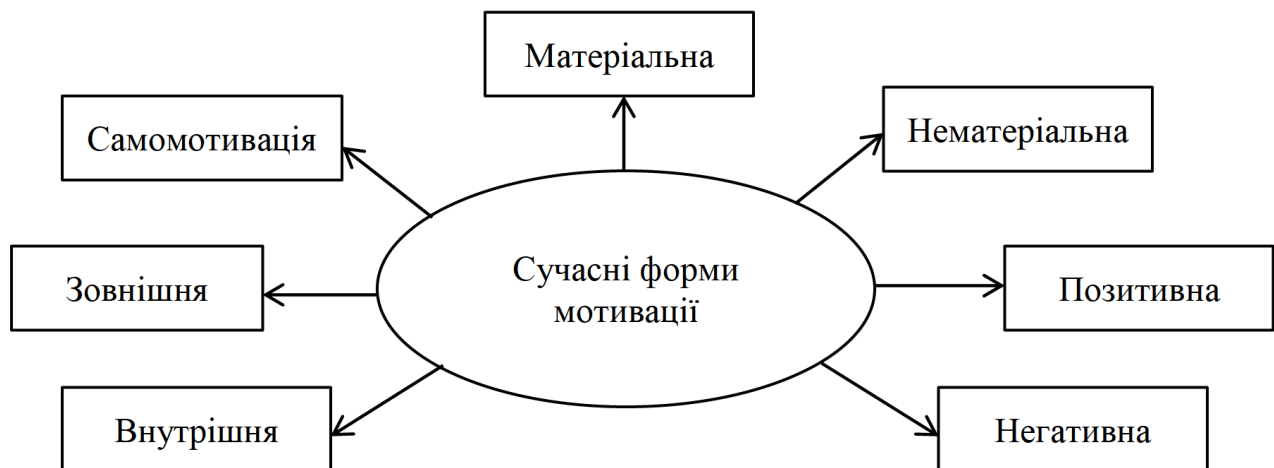 Матеріальна
Самомотивація
Нематеріальна
Сучасні форми
мотивації
Зовнішня
Позитивна
Внутрішня
Негативна